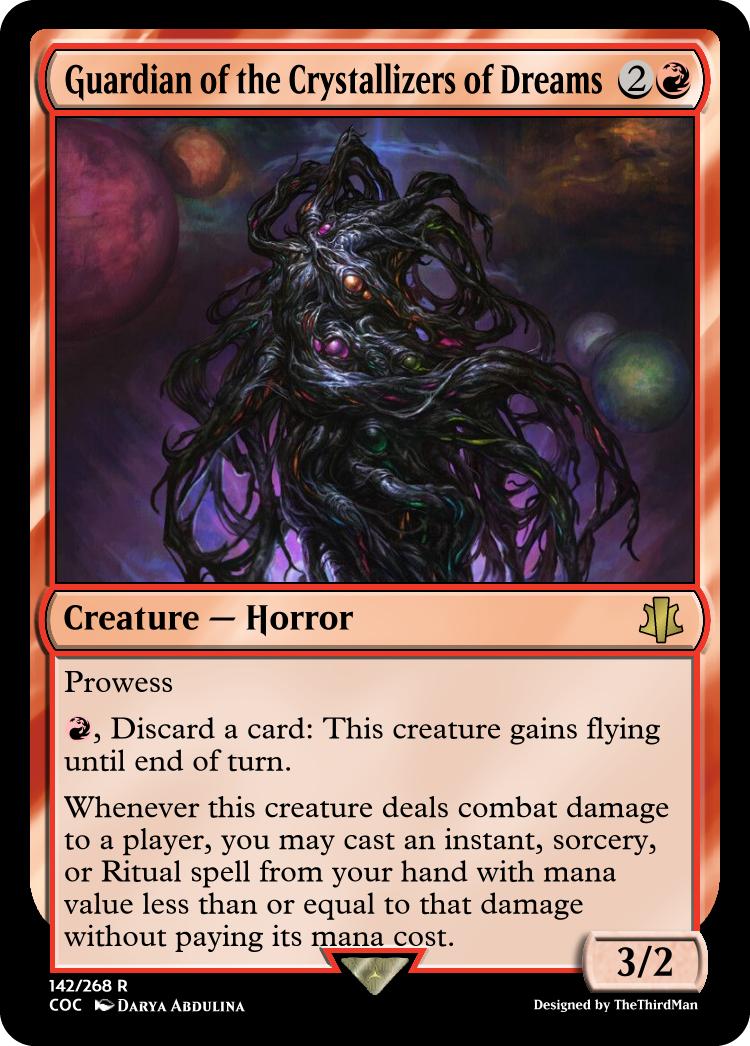 Guardian of the Crystallizers of Dreams 2
Creature — Horror
Prowess
, Discard a card: This creature gains flying
until end of turn.
Whenever this creature deals combat damage
to a player, you may cast an instant, sorcery,
or Ritual spell from your hand with mana
value less than or equal to that damage
without paying its mana cost.
3/2
142/268 R
COC Darya Abdulina
Designed by TheThirdMan